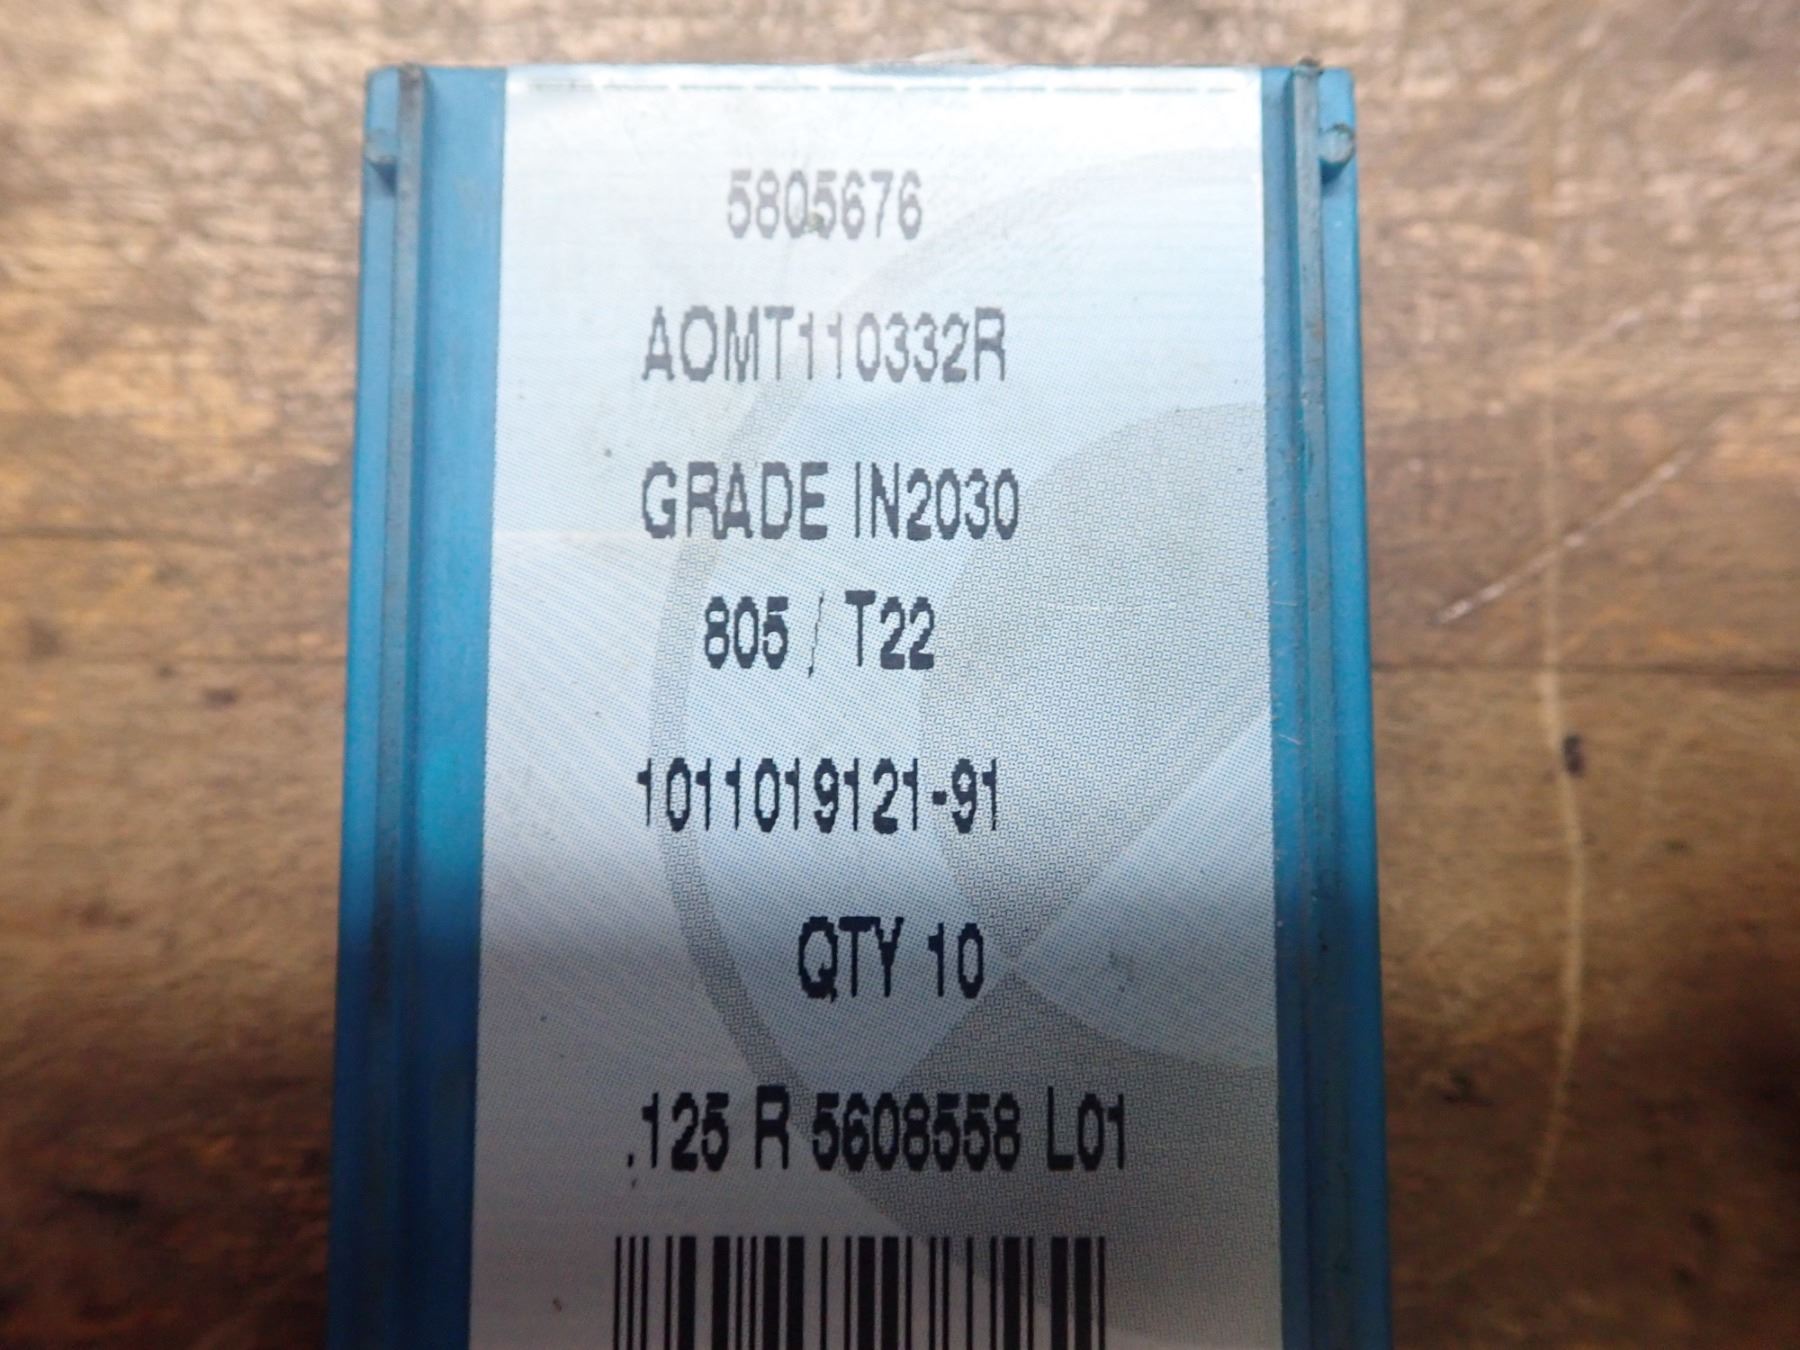 5805676
AOMT110332R
GRADE IN2030
805 / T22
1011019121-91
QTY 10
.125 R 5608558 L01